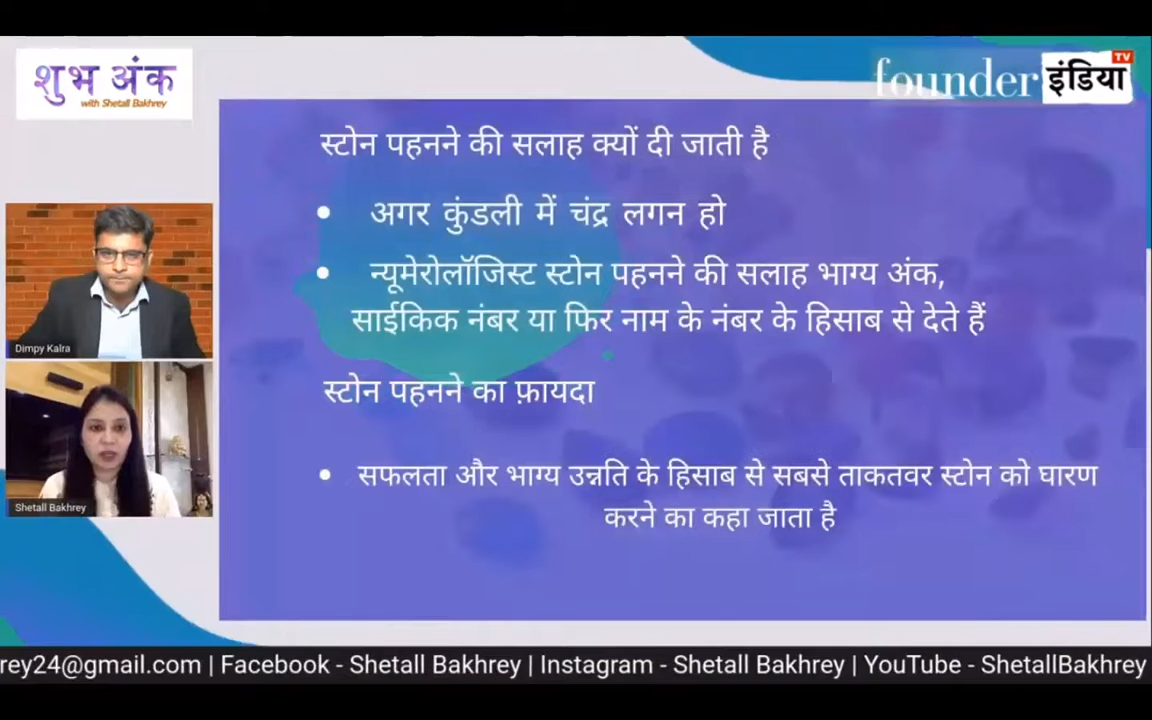 शुभ अंक
with Shetall Bakhrey
founder इंडिया TV
स्टोन पहनने की सलाह क्यों दी जाती है
• अगर कुंडली में चंद्र लगन हो
• न्यूमेरोलॉजिस्ट स्टोन पहनने की सलाह भाग्य अंक,
साईकिक नंबर या फिर नाम के नंबर के हिसाब से देते हैं
स्टोन पहनने का फ़ायदा
• सफलता और भाग्य उन्नति के हिसाब से सबसे ताकतवर स्टोन को घारण
करने का कहा जाता है
Dimpy Kalra
Shetall Bakhrey
rey24@gmail.com | Facebook - Shetall Bakhrey | Instagram - Shetall Bakhrey | YouTube - ShetallBakhrey